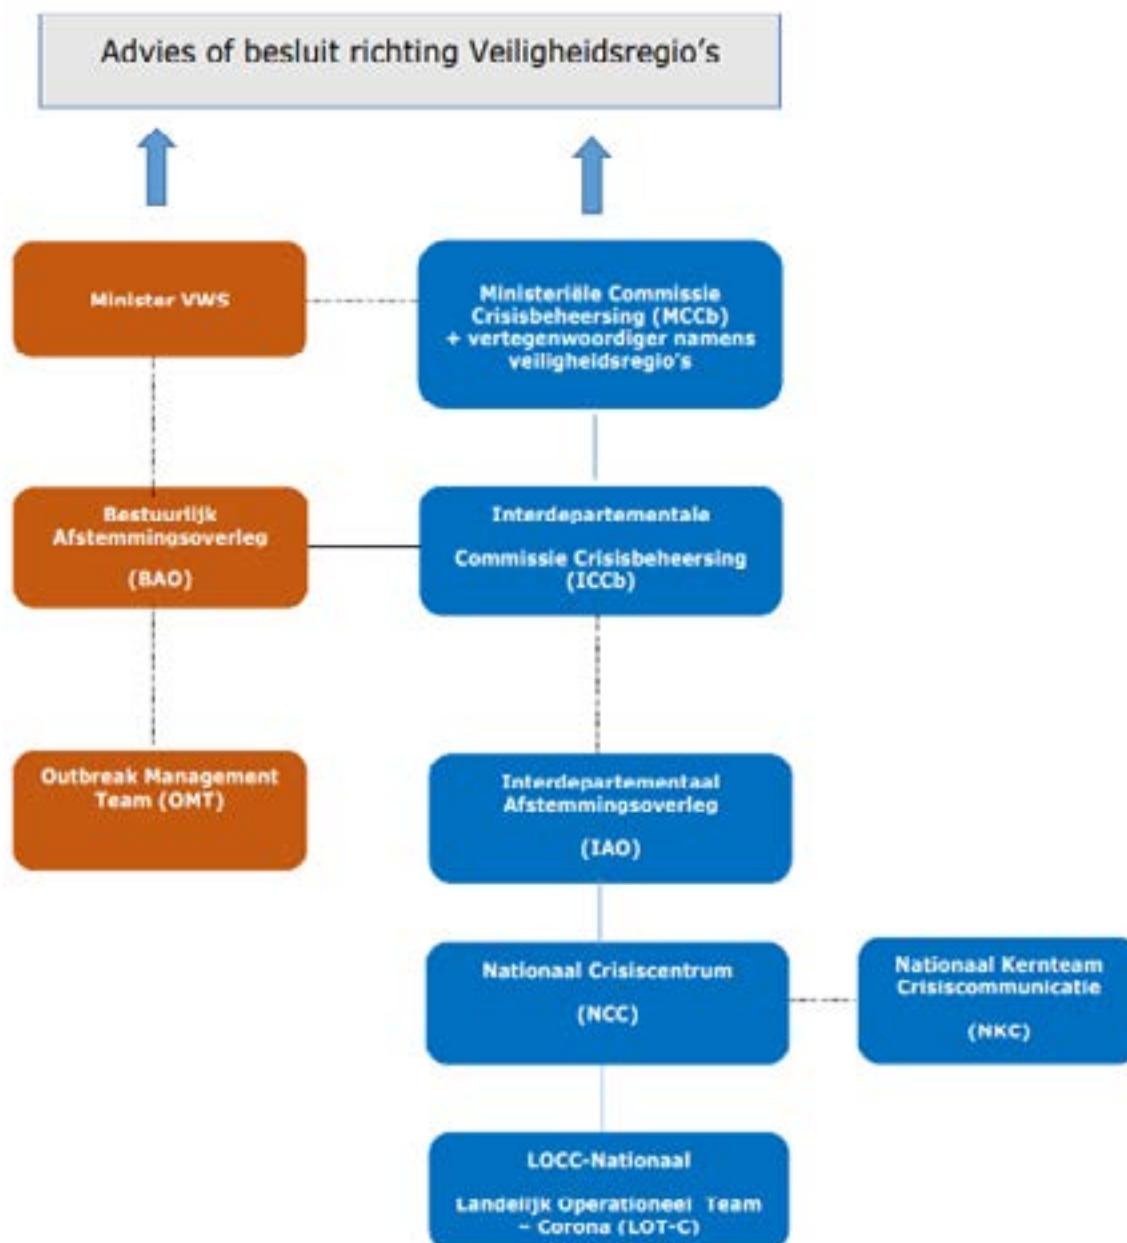 Advies of besluit richting Veiligheidsregio's
Minister VWS
Ministeriële Commissie
Crisisbeheersing (MCCb)
+ vertegenwoordiger namens
veiligheidsregio's
Bestuurlijk
Afstemmingsoverleg
(BAO)
Interdepartementale
Commissie Crisisbeheersing
(ICCb)
Outbreak Management
Team (OMT)
Interdepartementaal
Afstemmingsoverleg
(IAO)
Nationaal Crisiscentrum
(NCC)
Nationaal Kernteam
Crisiscommunicatie
(NKC)
LOCC-Nationaal
Landelijk Operationeel Team
– Corona (LOT-C)